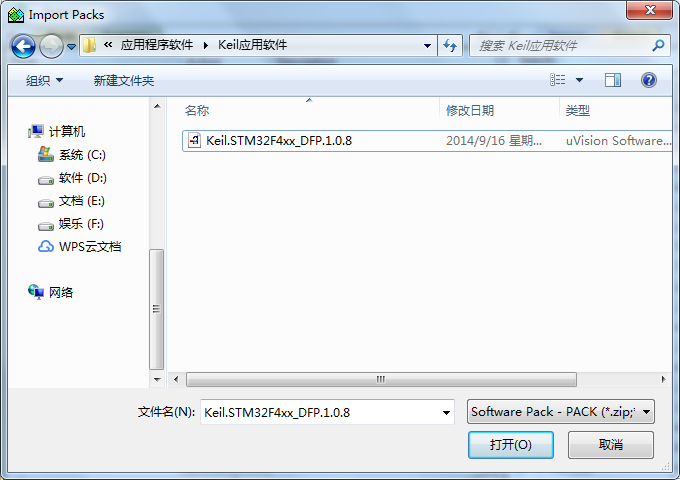 Import Packs
« 应用程序软件 Keil应用软件 搜索 Keil应用软件
组织 新建文件夹
名称 修改日期 类型
计算机
系统 (C:)
软件 (D:)
文档 (E:)
娱乐 (F:)
WPS云文档
网络
Keil.STM32F4xx_DFP.1.0.8 2014/9/16 星期... uVision Software...
文件名(N): Keil.STM32F4xx_DFP.1.0.8 Software Pack - PACK (*.zip;*
打开(O) 取消